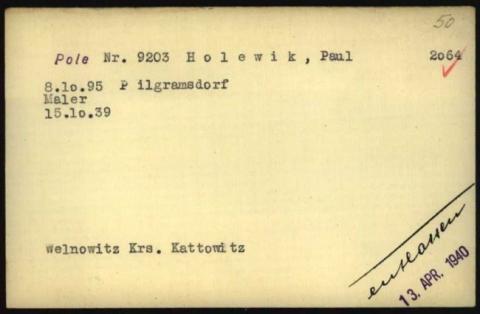 50
Pole Nr. 9203 H o l e w i k , Paul 2o64
8.1o.95 P ilgramsdorf
Maler
15.1o.39
Welnowitz Krs. Kattowitz
entlassen
13. APR. 1940